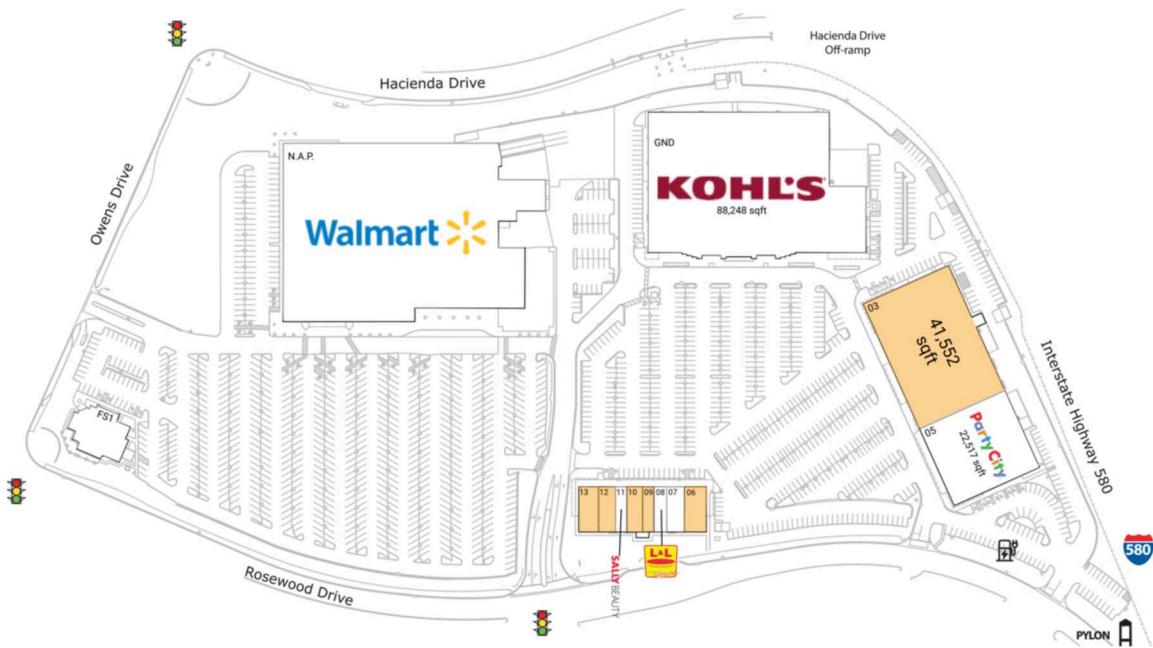 Hacienda Drive
Off-ramp
Hacienda Drive
Owens Drive
N.A.P.
Walmart
GND
KOHL'S
88,248 sqft
03
41,552
sqft
05
Party City
22,517 sqft
Interstate Highway 580
FS1
13
12
11
10
09
08
07
06
L&L
SALLY BEAUTY
Rosewood Drive
580
PYLON